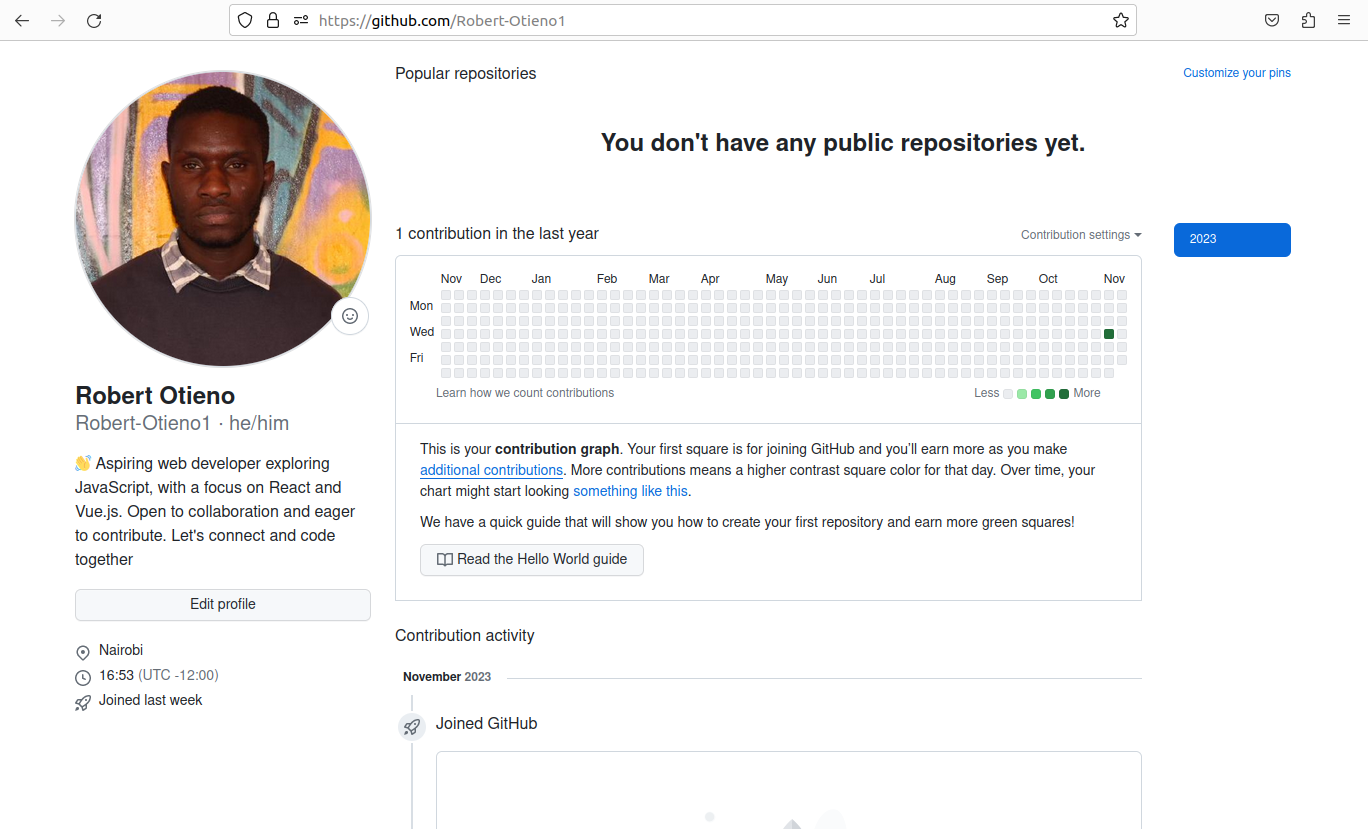 https://github.com/Robert-Otieno1
Popular repositories
Customize your pins
You don't have any public repositories yet.
1 contribution in the last year
Contribution settings
2023
Nov Dec Jan Feb Mar Apr May Jun Jul Aug Sep Oct Nov
Mon
Wed
Fri
Learn how we count contributions
Less More
This is your contribution graph. Your first square is for joining GitHub and you’ll earn more as you make
additional contributions. More contributions means a higher contrast square color for that day. Over time, your
chart might start looking something like this.
We have a quick guide that will show you how to create your first repository and earn more green squares!
Read the Hello World guide
Robert Otieno
Robert-Otieno1 · he/him
👋 Aspiring web developer exploring
JavaScript, with a focus on React and
Vue.js. Open to collaboration and eager
to contribute. Let's connect and code
together
Edit profile
Nairobi
16:53 (UTC -12:00)
Joined last week
Contribution activity
November 2023
Joined GitHub